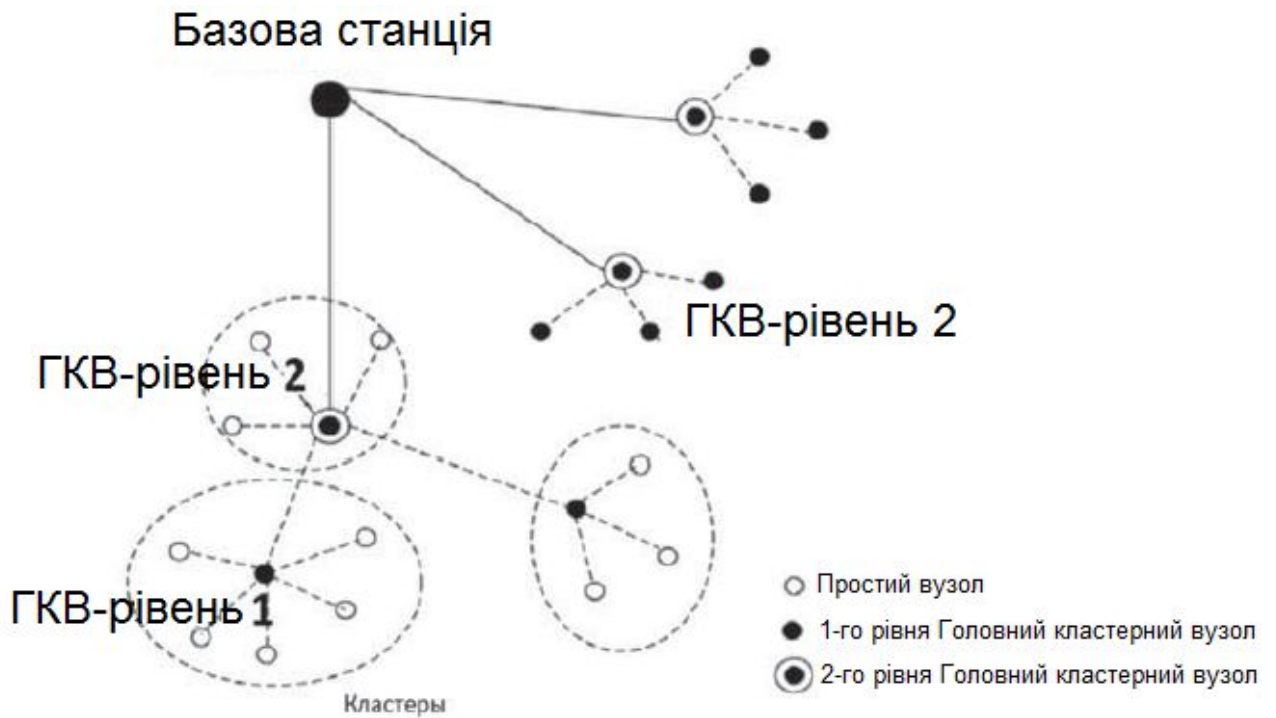 Базова станція
ГКВ-рівень 2
ГКВ-рівень 2
ГКВ-рівень 1
Простий вузол
1-го рівня Головний кластерний вузол
2-го рівня Головний кластерний вузол
Кластеры